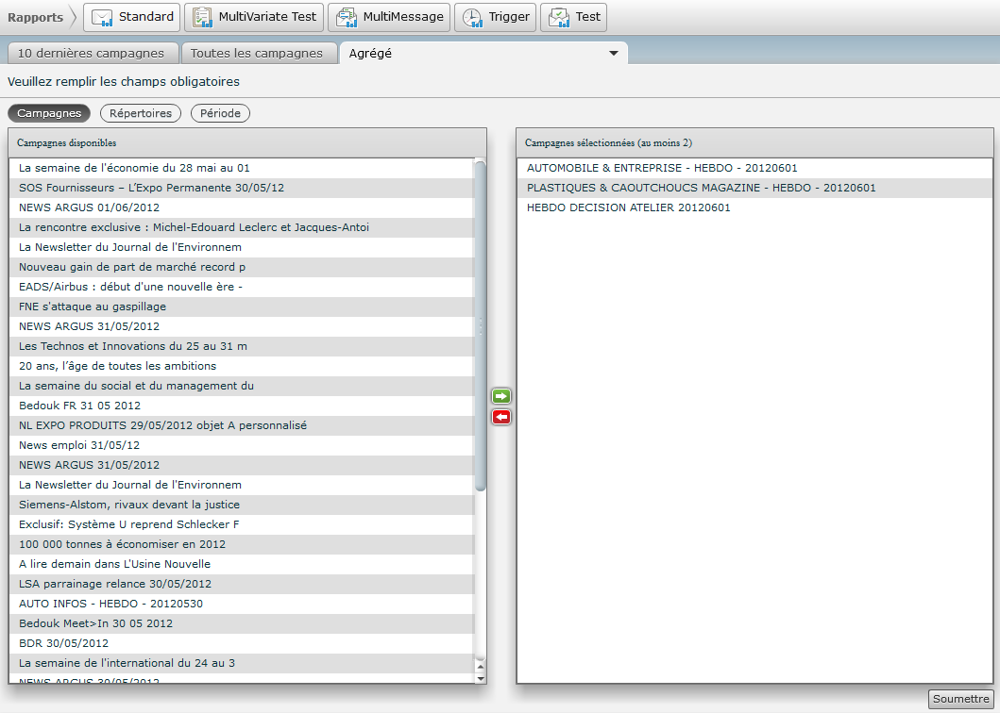 Rapports Standard MultiVariate Test MultiMessage Trigger Test
10 dernières campagnes Toutes les campagnes Agrégé
Veuillez remplir les champs obligatoires
Campagnes Répertoires Période
Campagnes disponibles
La semaine de l'économie du 28 mai au 01
SOS Fournisseurs – L’Expo Permanente 30/05/12
NEWS ARGUS 01/06/2012
La rencontre exclusive : Michel-Edouard Leclerc et Jacques-Antoi
La Newsletter du Journal de l'Environnem
Nouveau gain de part de marché record p
EADS/Airbus : début d'une nouvelle ère -
FNE s'attaque au gaspillage
NEWS ARGUS 31/05/2012
Les Technos et Innovations du 25 au 31 m
20 ans, l’âge de toutes les ambitions
La semaine du social et du management du
Bedouk FR 31 05 2012
NL EXPO PRODUITS 29/05/2012 objet A personnalisé
News emploi 31/05/12
NEWS ARGUS 31/05/2012
La Newsletter du Journal de l'Environnem
Siemens-Alstom, rivaux devant la justice
Exclusif: Système U reprend Schlecker F
100 000 tonnes à économiser en 2012
A lire demain dans L'Usine Nouvelle
LSA parrainage relance 30/05/2012
AUTO INFOS - HEBDO - 20120530
Bedouk Meet>In 30 05 2012
BDR 30/05/2012
La semaine de l'international du 24 au 3
NEWS ARGUS 30/05/2012
Campagnes sélectionnées (au moins 2)
AUTOMOBILE & ENTREPRISE - HEBDO - 20120601
PLASTIQUES & CAOUTCHOUCS MAGAZINE - HEBDO - 20120601
HEBDO DECISION ATELIER 20120601
Soumettre